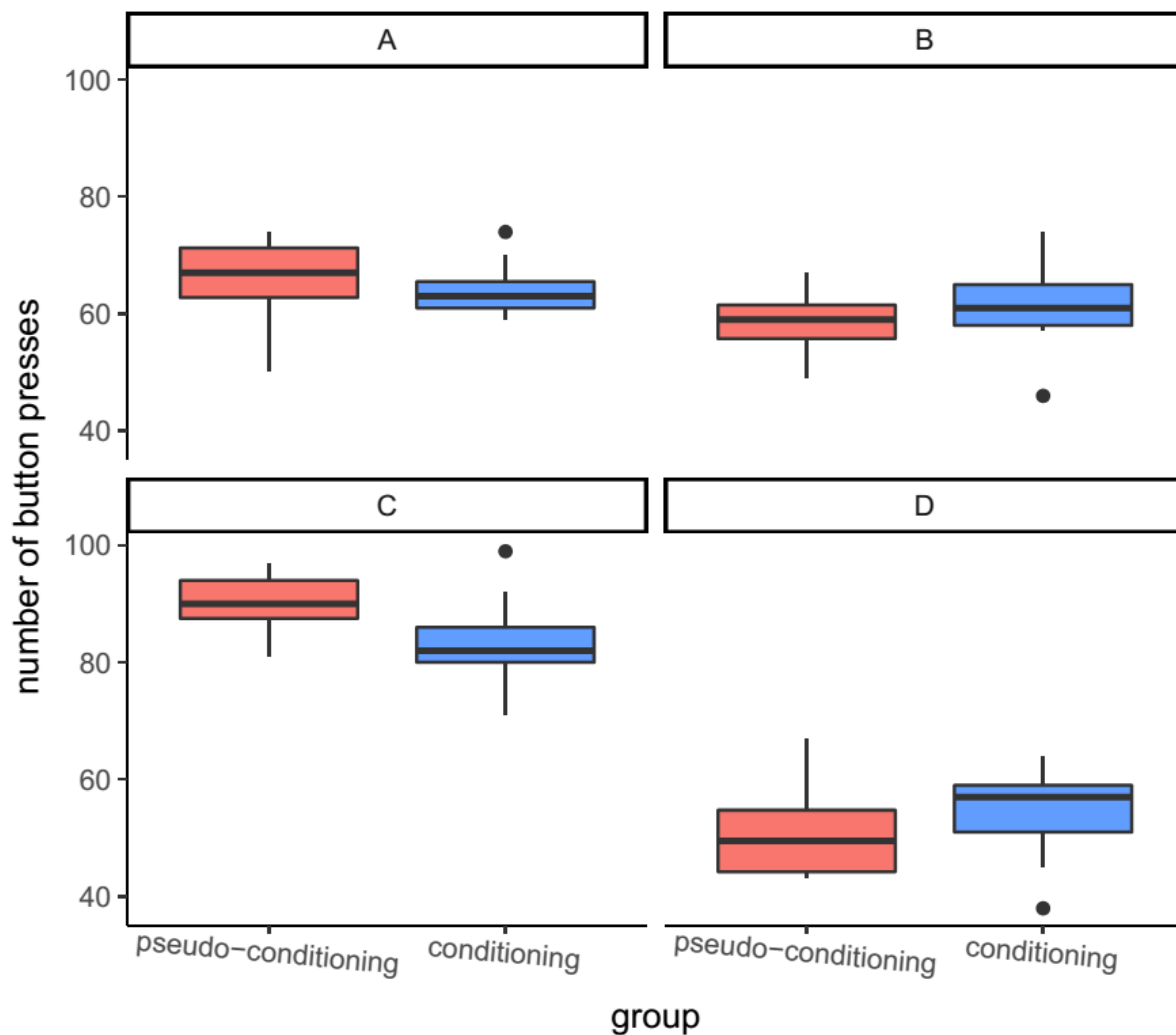 A
B
100
80
60
40
C
D
100
80
60
40
number of button presses
pseudo−conditioning
conditioning
pseudo−conditioning
conditioning
group